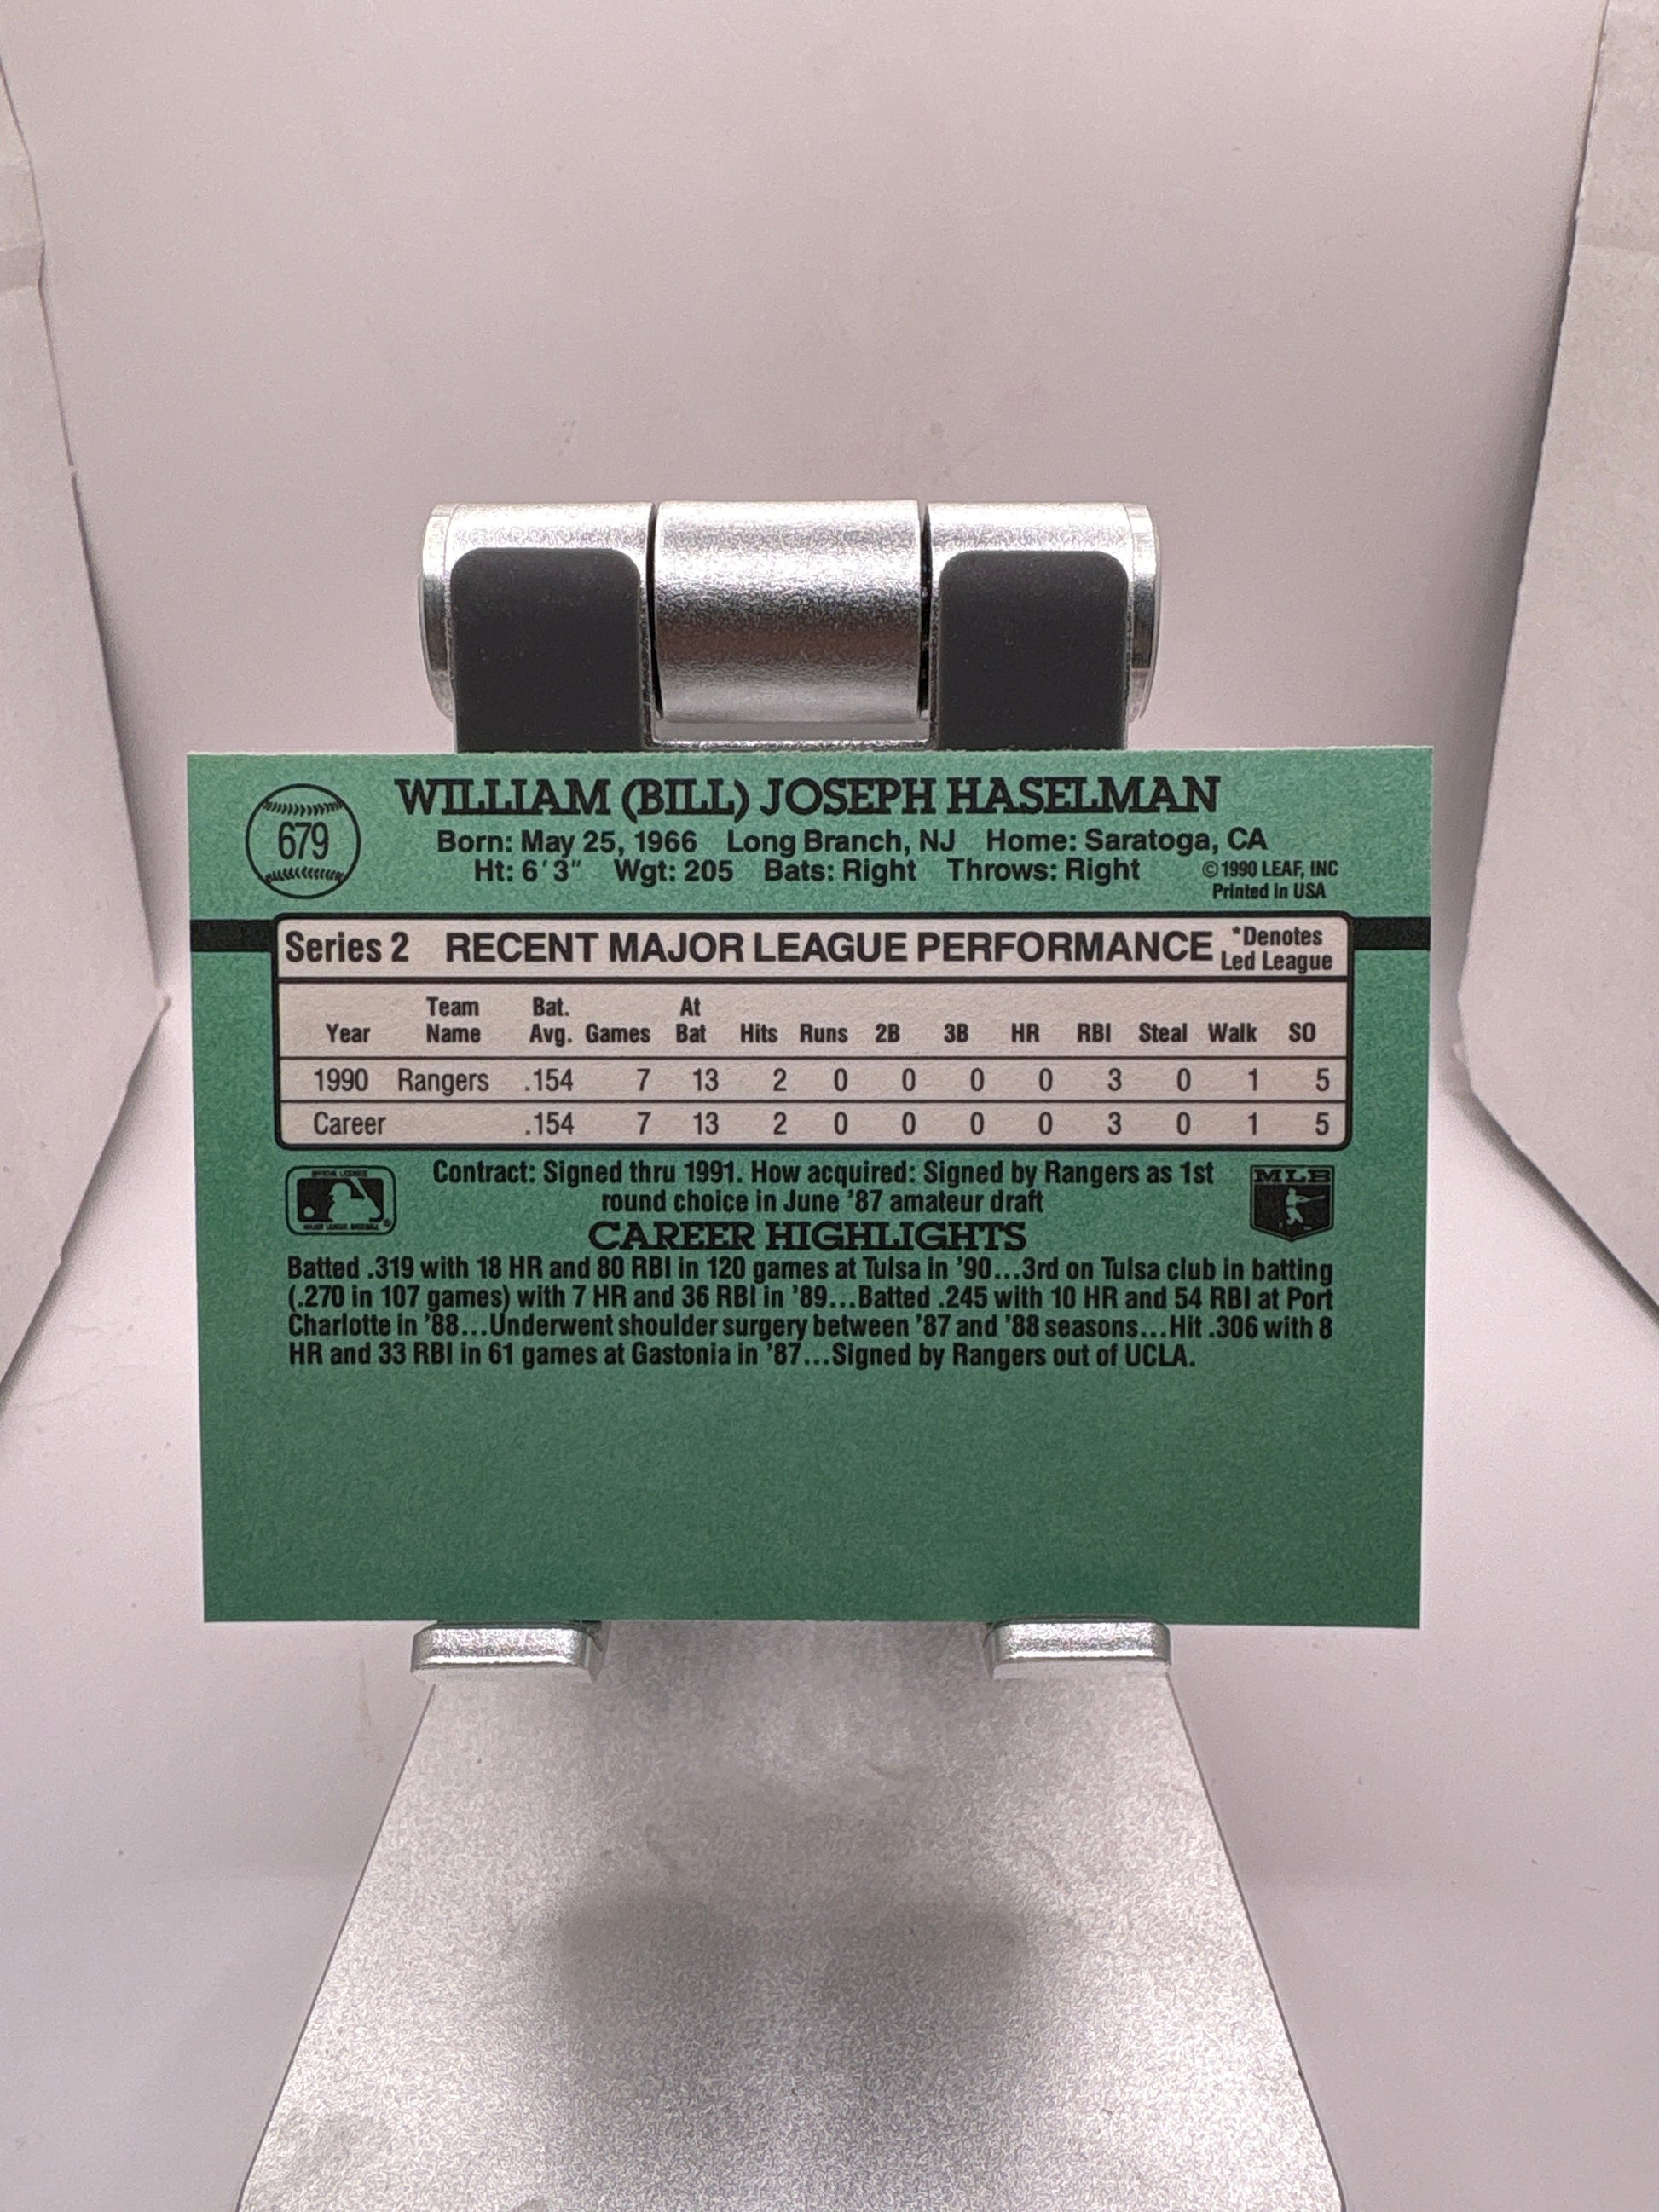 679
WILLIAM (BILL) JOSEPH HASELMAN
Born: May 25, 1966 Long Branch, NJ Home: Saratoga, CA
Ht: 6'3" Wgt: 205 Bats: Right Throws: Right
©1990 LEAF, INC
Printed In USA
Series 2 RECENT MAJOR LEAGUE PERFORMANCE *Denotes Led League
Year Team Name Bat. Avg. Games At Bat Hits Runs 2B 3B HR RBI Steal Walk SO
1990 Rangers .154 7 13 2 0 0 0 0 3 0 1 5
Career .154 7 13 2 0 0 0 0 3 0 1 5
OFFICIAL LICENSEE
MAJOR LEAGUE BASEBALL
Contract: Signed thru 1991. How acquired: Signed by Rangers as 1st
round choice in June '87 amateur draft
MLB
CAREER HIGHLIGHTS
Batted .319 with 18 HR and 80 RBI in 120 games at Tulsa in '90...3rd on Tulsa club in batting
(.270 in 107 games) with 7 HR and 36 RBI in '89...Batted .245 with 10 HR and 54 RBI at Port
Charlotte in '88...Underwent shoulder surgery between '87 and '88 seasons...Hit .306 with 8
HR and 33 RBI in 61 games at Gastonia in '87...Signed by Rangers out of UCLA.